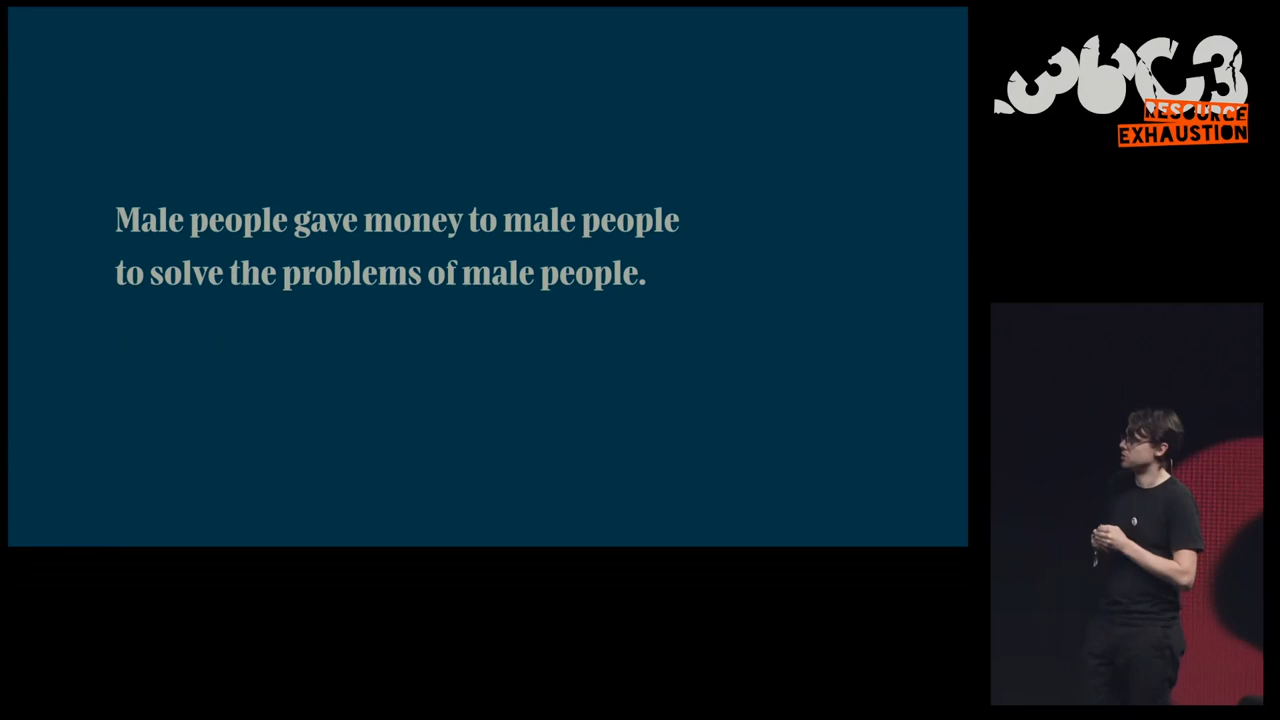 Male people gave money to male people
to solve the problems of male people.
36C3
RESOURCE
EXHAUSTION